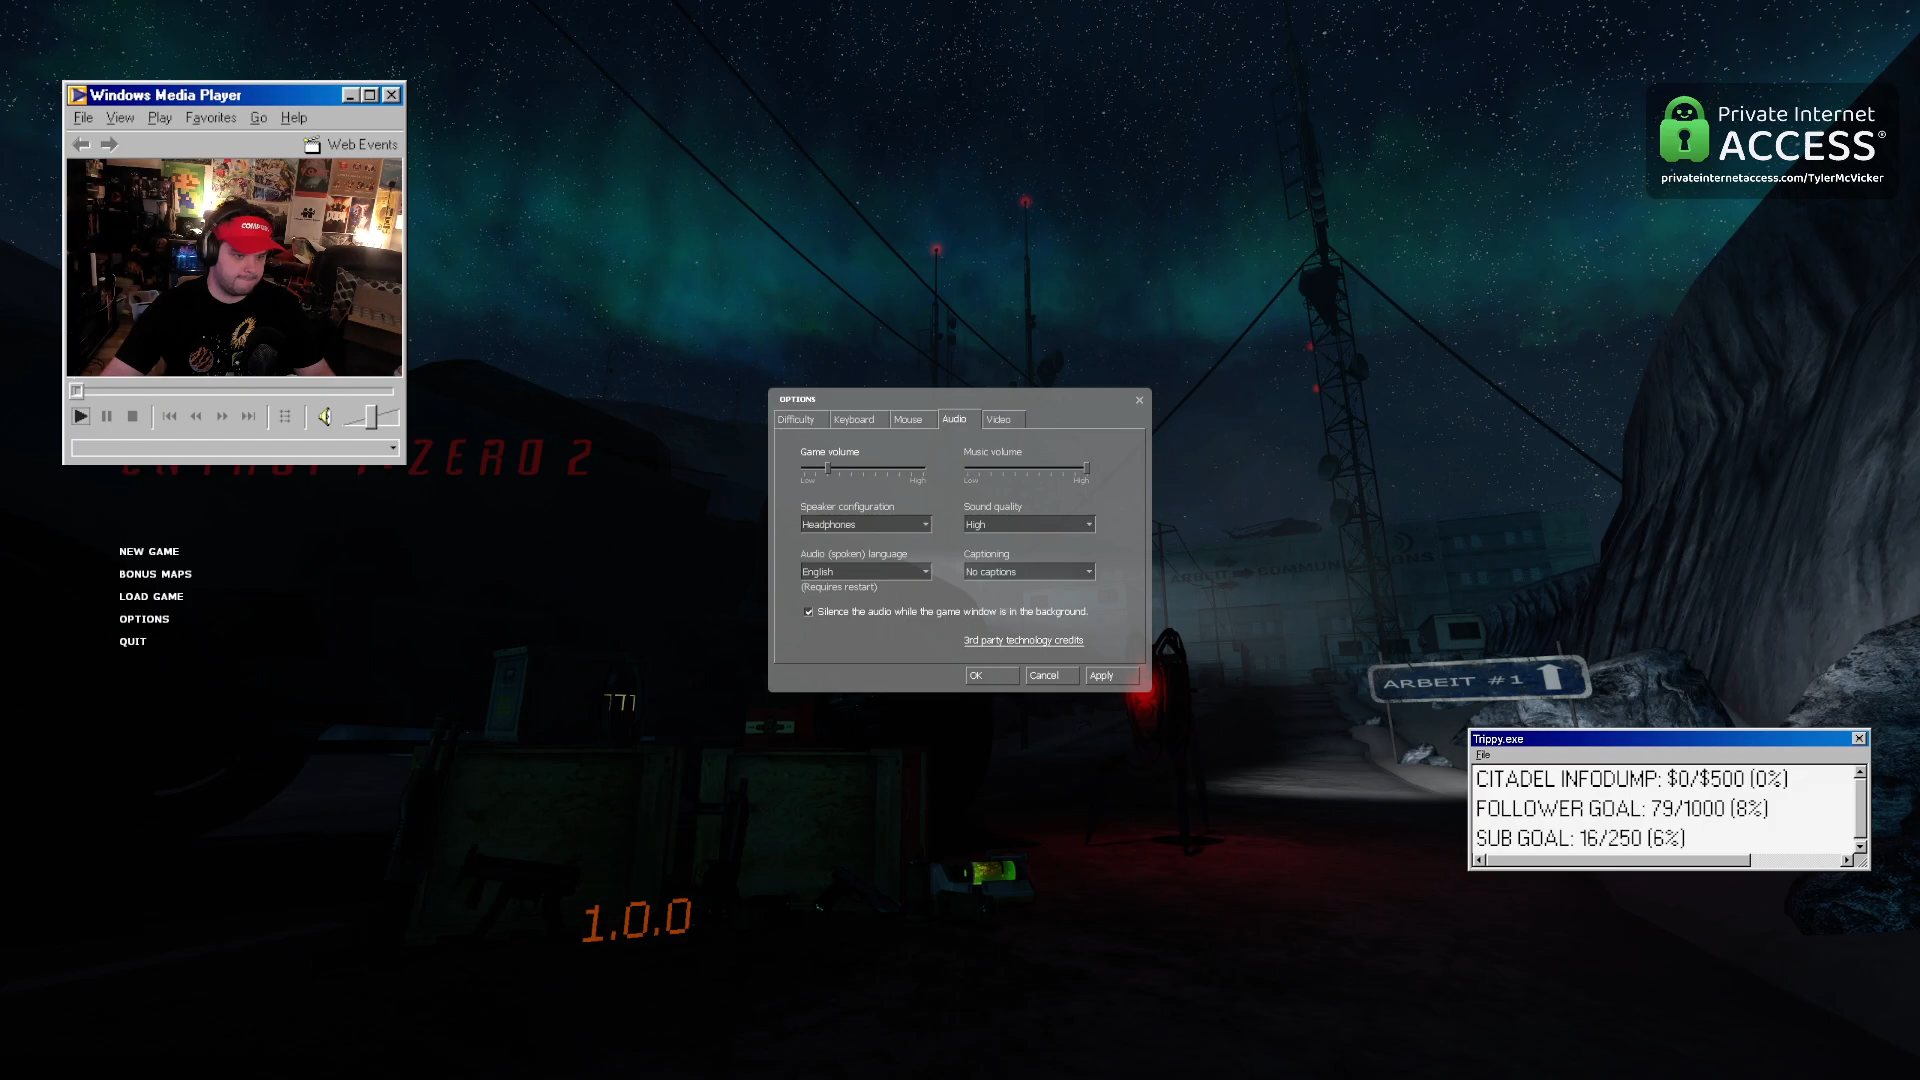 Windows Media Player
File View Play Favorites Go Help
Web Events
COMP
Private Internet
ACCESS®
privateinternetaccess.com/TylerMcVicker
ZERO 2
NEW GAME
BONUS MAPS
LOAD GAME
OPTIONS
QUIT
OPTIONS
Difficulty Keyboard Mouse Audio Video
Game volume Music volume
Low High Low High
Speaker configuration Sound quality
Headphones High
Audio (spoken) language Captioning
English No captions
(Requires restart)
Silence the audio while the game window is in the background.
3rd party technology credits
OK Cancel Apply
ARBEIT #1
771
1.0.0
Trippy.exe
File
CITADEL INFODUMP: $0/$500 (0%)
FOLLOWER GOAL: 79/1000 (8%)
SUB GOAL: 16/250 (6%)